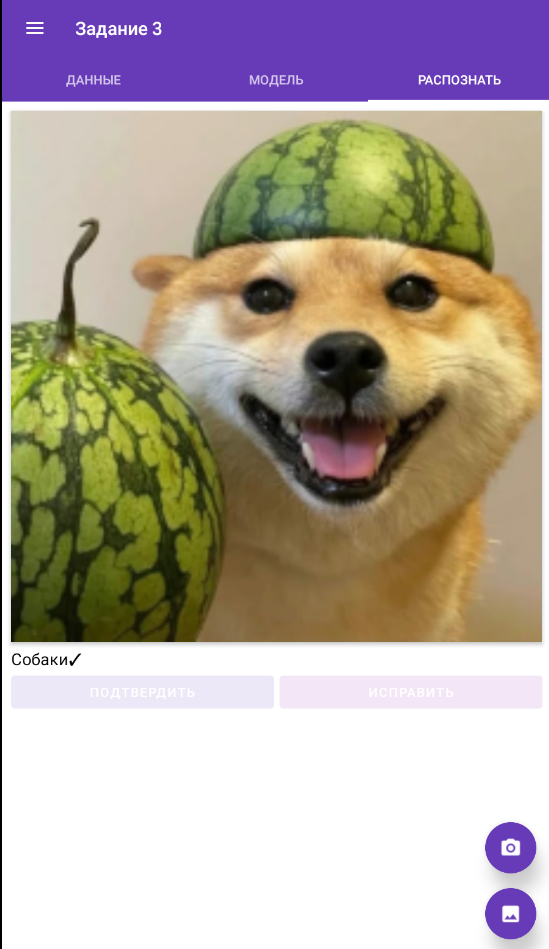 Задание 3
ДАННЫЕ МОДЕЛЬ РАСПОЗНАТЬ
Собаки✓
ПОДТВЕРДИТЬ ИСПРАВИТЬ